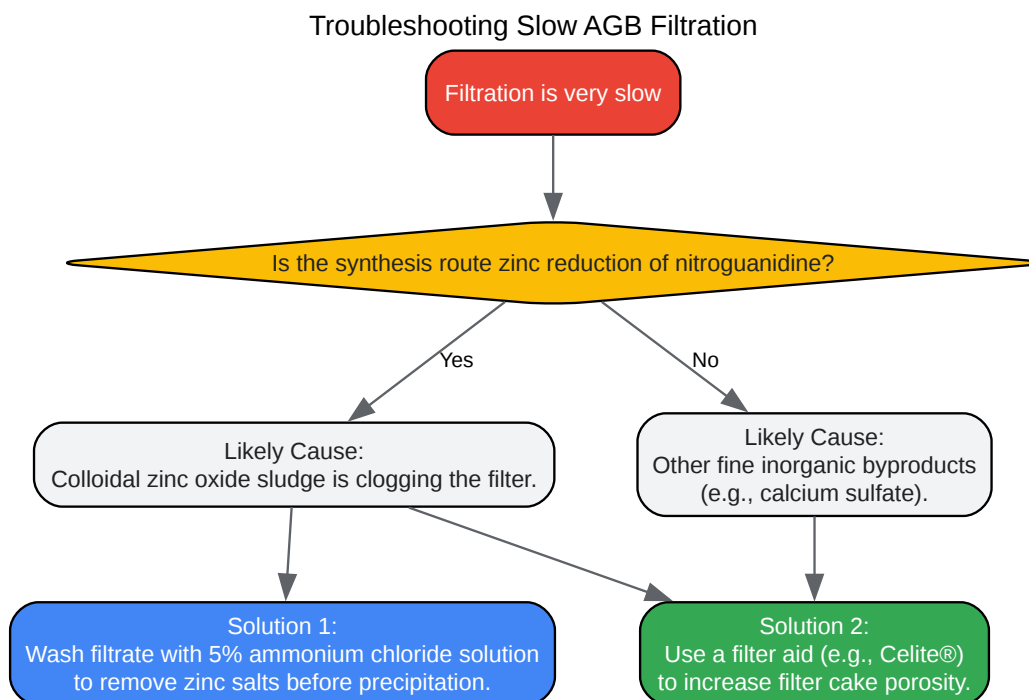 Troubleshooting Slow AGB Filtration
Filtration is very slow
Is the synthesis route zinc reduction of nitroguanidine?
Yes
No
Likely Cause:
Colloidal zinc oxide sludge is clogging the filter.
Likely Cause:
Other fine inorganic byproducts
(e.g., calcium sulfate).
Solution 1:
Wash filtrate with 5% ammonium chloride solution
to remove zinc salts before precipitation.
Solution 2:
Use a filter aid (e.g., Celite®)
to increase filter cake porosity.